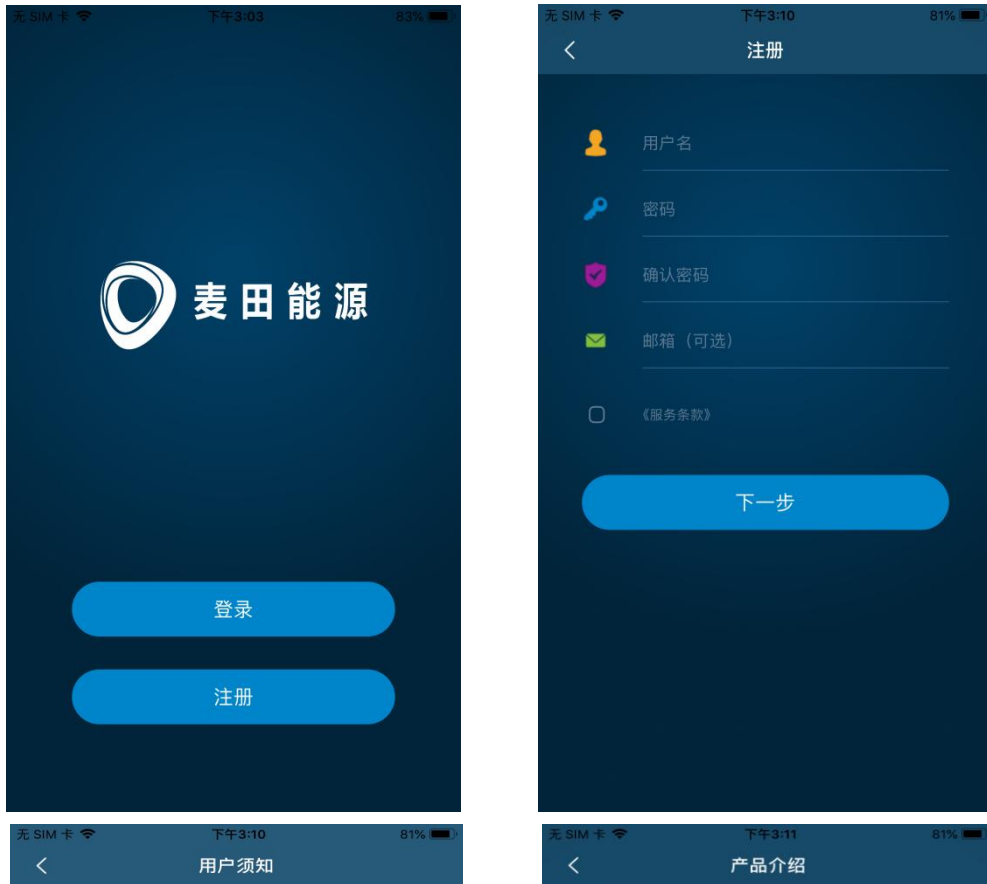 无 SIM 卡 下午3:03 83%
麦田能源
登录
注册
无 SIM 卡 下午3:10 81%
注册
用户名
密码
确认密码
邮箱（可选）
《服务条款》
下一步
无 SIM 卡 下午3:10 81%
用户须知
无 SIM 卡 下午3:11 81%
产品介绍